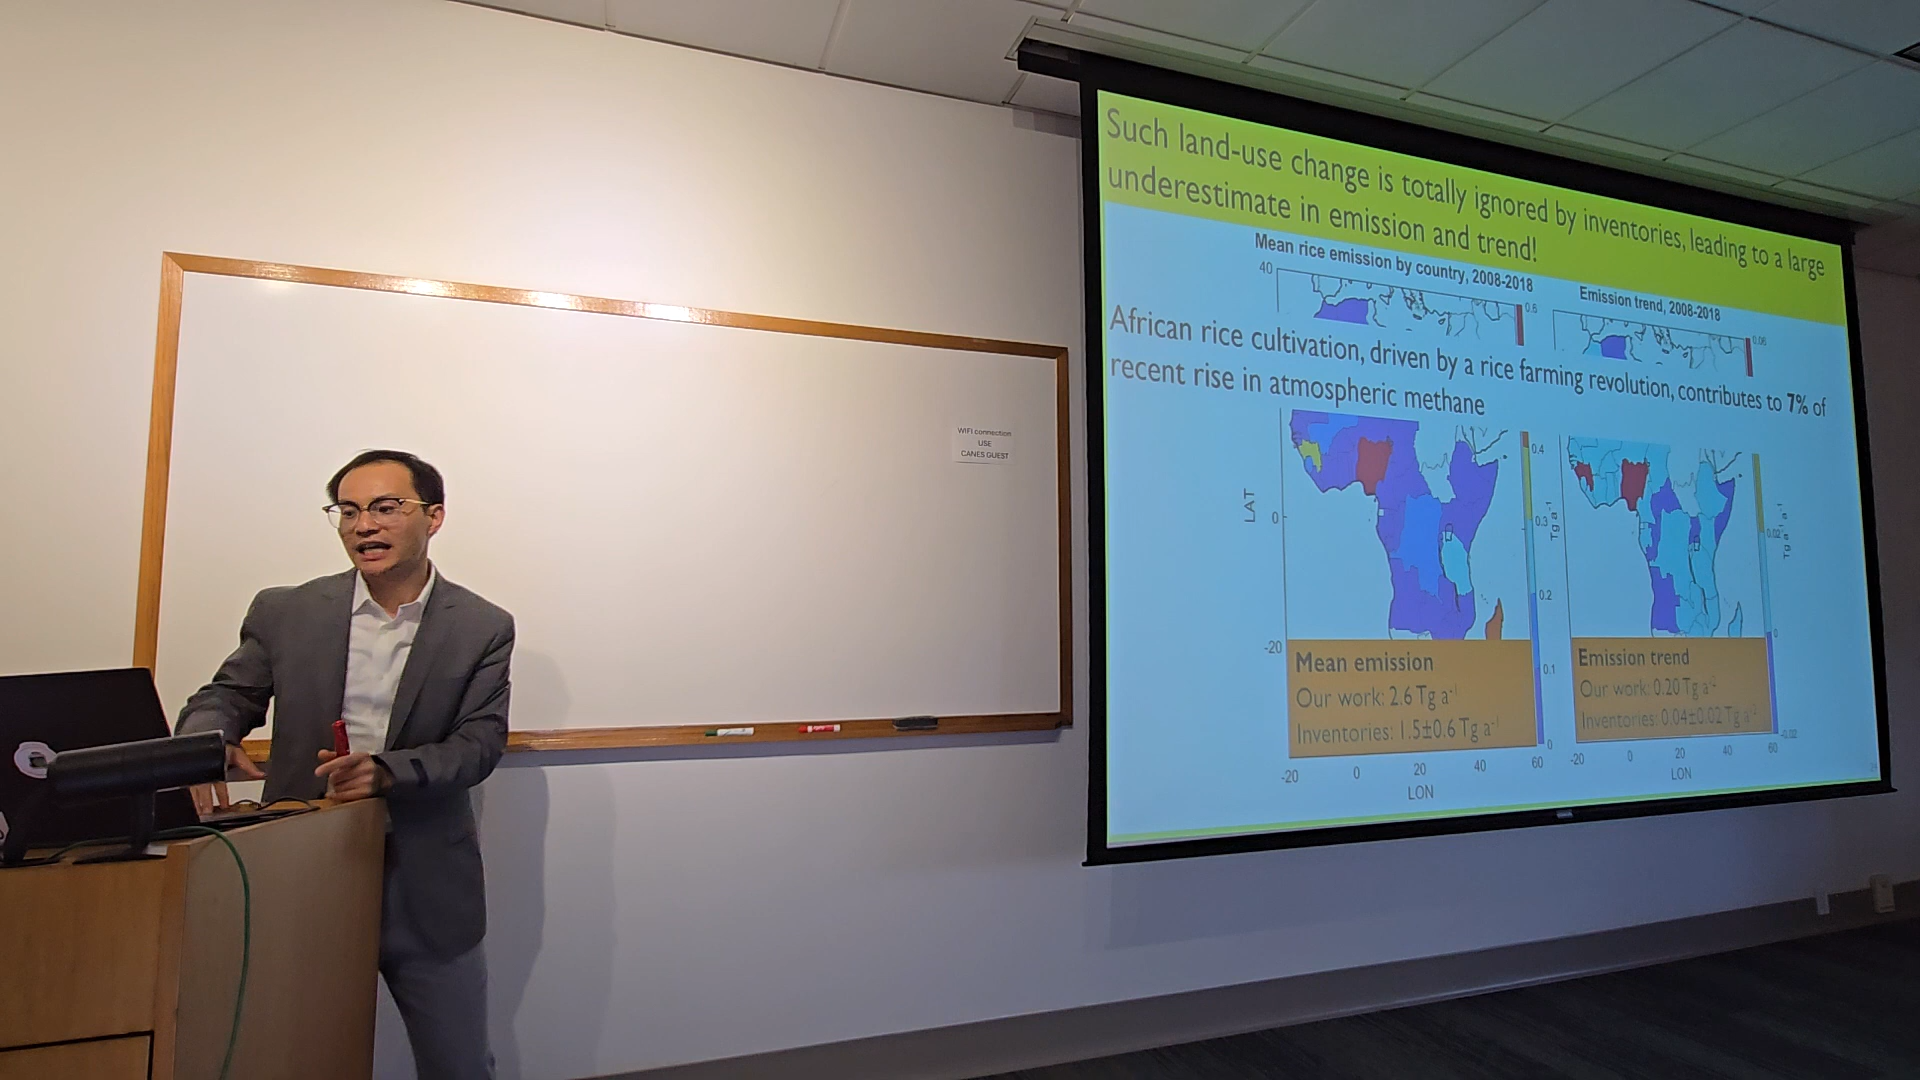 WIFI connection
USE
CANES GUEST
Such land-use change is totally ignored by inventories, leading to a large
underestimate in emission and trend!
Mean rice emission by country, 2008-2018
Emission trend, 2008-2018
40
0.6
0.06
African rice cultivation, driven by a rice farming revolution, contributes to 7% of
recent rise in atmospheric methane
LAT
0
-20
0.4
0.3
0.2
0.1
0
Tg a⁻¹
0.02
0
-0.02
Tg a⁻¹ a⁻¹
Mean emission
Our work: 2.6 Tg a⁻¹
Inventories: 1.5±0.6 Tg a⁻¹
Emission trend
Our work: 0.20 Tg a⁻²
Inventories: 0.04±0.02 Tg a⁻²
-20 0 20 40 60
LON
-20 0 20 40 60
LON